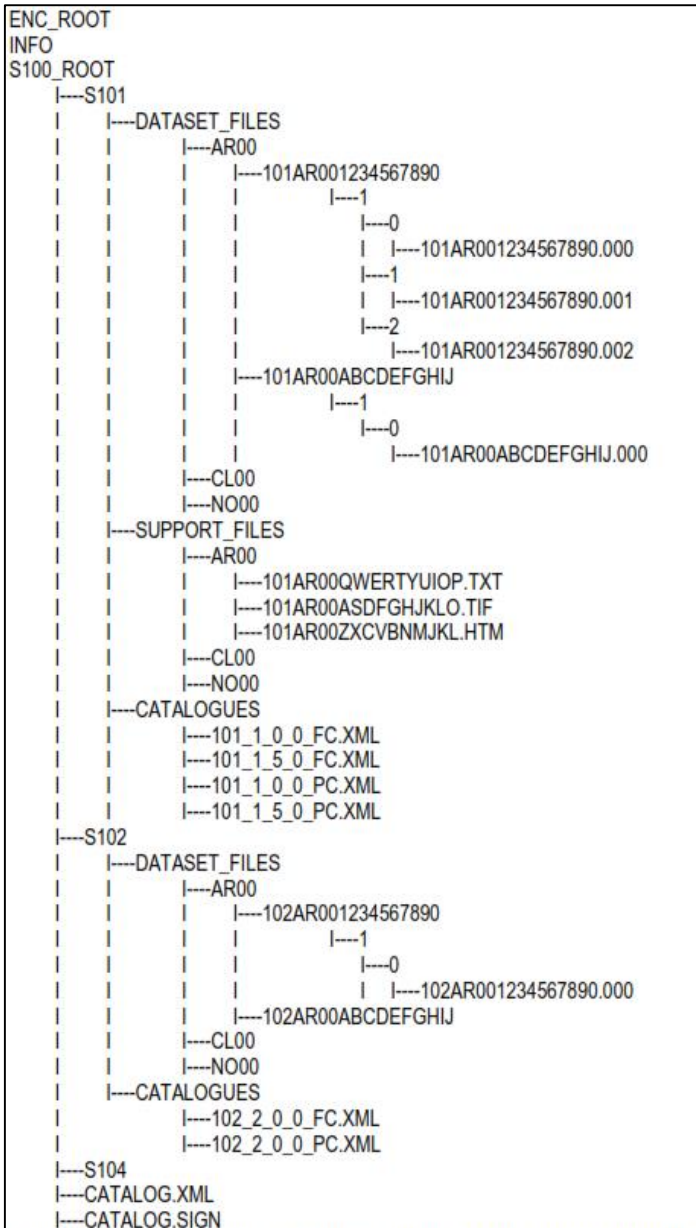 ENC_ROOT
INFO
S100_ROOT
|----S101
| |----DATASET_FILES
| | |----AR00
| | | |----101AR001234567890
| | | | |----1
| | | | |----0
| | | | | |----101AR001234567890.000
| | | | |----1
| | | | | |----101AR001234567890.001
| | | | |----2
| | | | |----101AR001234567890.002
| | | |----101AR00ABCDEFGHIJ
| | | | |----1
| | | | |----0
| | | | |----101AR00ABCDEFGHIJ.000
| | |----CL00
| | |----NO00
| |----SUPPORT_FILES
| | |----AR00
| | | |----101AR00QWERTYUIOP.TXT
| | | |----101AR00ASDFGHJKLO.TIF
| | | |----101AR00ZXCVBNMJKL.HTM
| | |----CL00
| | |----NO00
| |----CATALOGUES
| | |----101_1_0_0_FC.XML
| | |----101_1_5_0_FC.XML
| | |----101_1_0_0_PC.XML
| | |----101_1_5_0_PC.XML
|----S102
| |----DATASET_FILES
| | |----AR00
| | | |----102AR001234567890
| | | | |----1
| | | | |----0
| | | | | |----102AR001234567890.000
| | | |----102AR00ABCDEFGHIJ
| | |----CL00
| | |----NO00
| |----CATALOGUES
| |----102_2_0_0_FC.XML
| |----102_2_0_0_PC.XML
|----S104
|----CATALOG.XML
|----CATALOG.SIGN